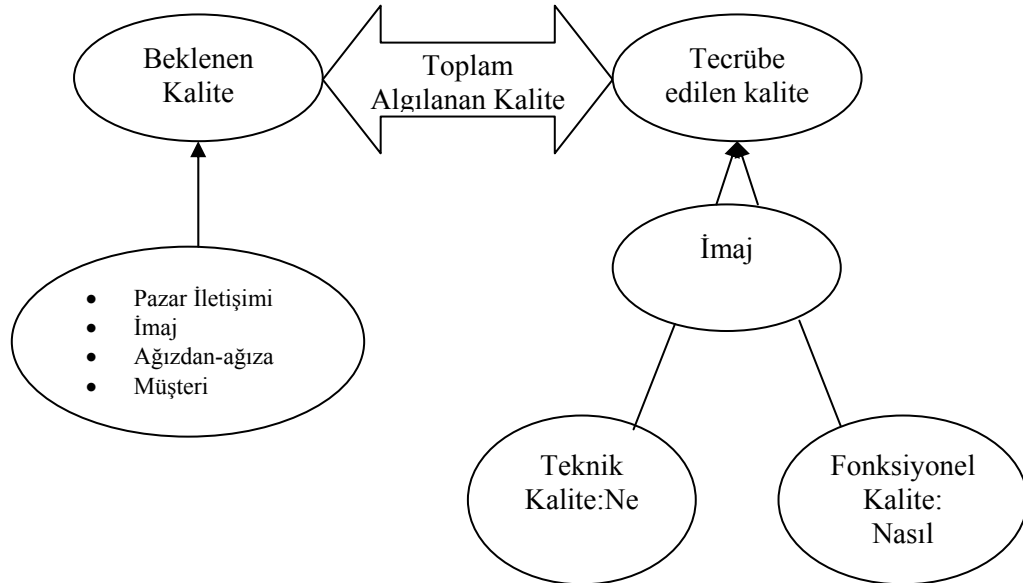 Beklenen
Kalite
Toplam
Algılanan Kalite
Tecrübe
edilen kalite
İmaj
• Pazar İletişimi
• İmaj
• Ağızdan-ağıza
• Müşteri
Teknik
Kalite:Ne
Fonksiyonel
Kalite:
Nasıl